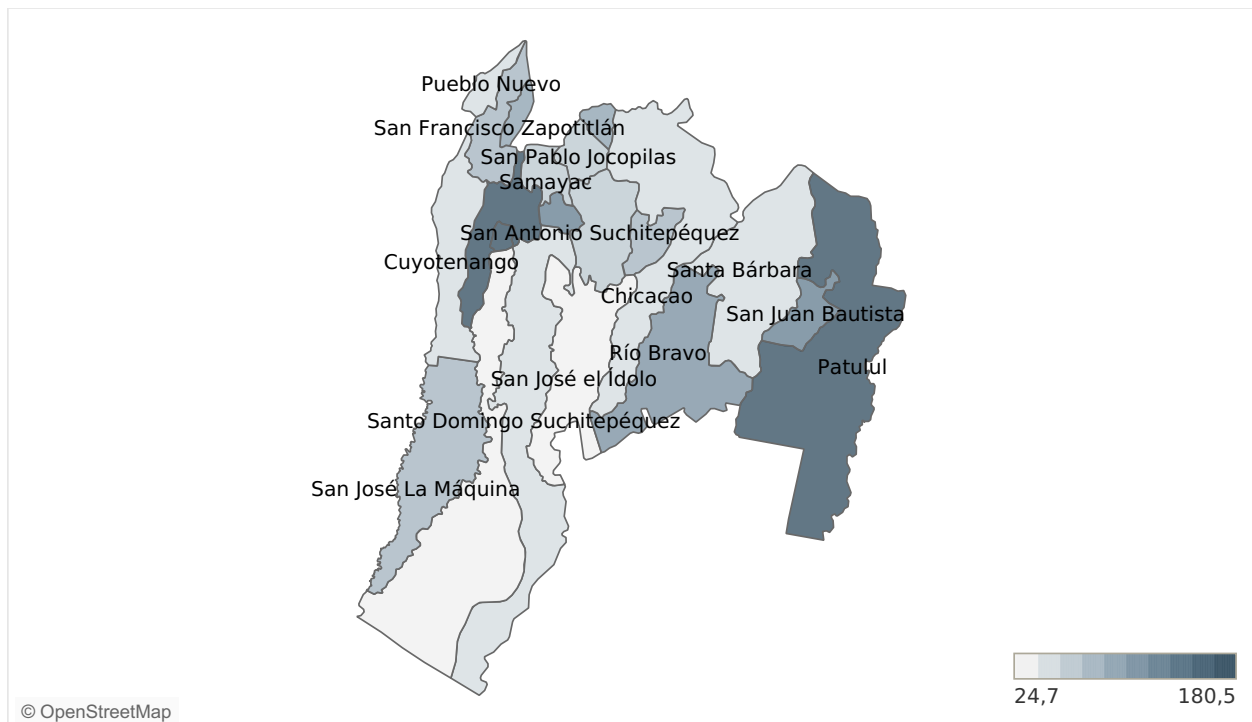 Pueblo Nuevo
San Francisco Zapotitlán
San Pablo Jocopilas
Samayac
San Antonio Suchitepéquez
Cuyotenango
Santa Bárbara
Chicacao
San Juan Bautista
Río Bravo
Patulul
San José el Ídolo
Santo Domingo Suchitepéquez
San José La Máquina
24,7
180,5
© OpenStreetMap